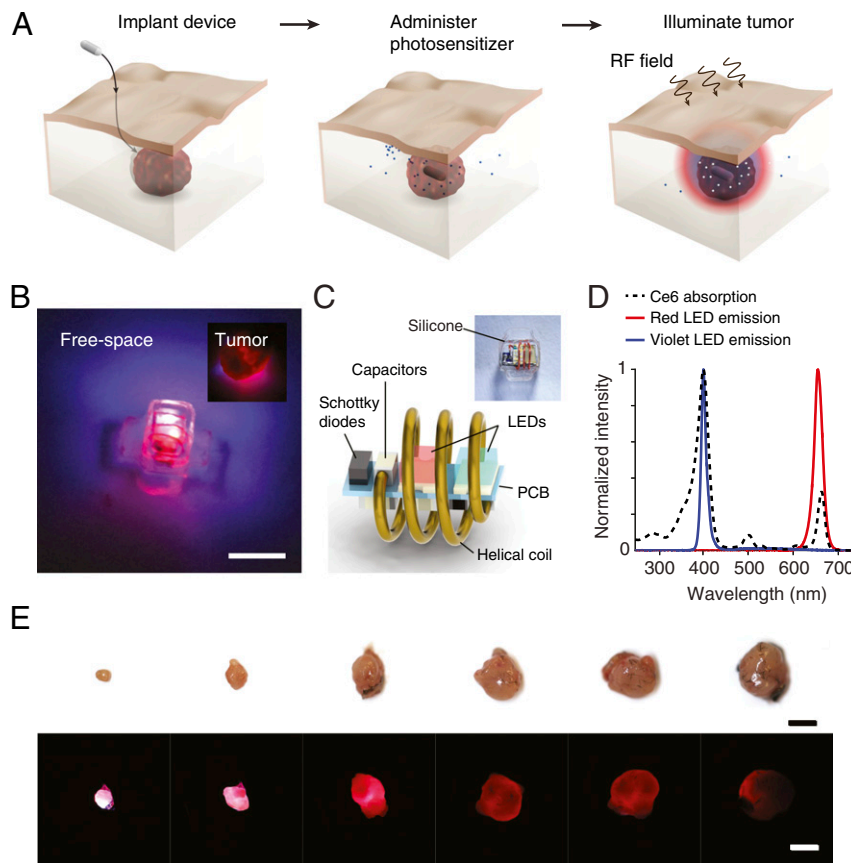 A
Implant device
Administer
photosensitizer
Illuminate tumor
RF field
B
Free-space
Tumor
C
Silicone
Capacitors
Schottky
diodes
LEDs
PCB
Helical coil
D
Ce6 absorption
Red LED emission
Violet LED emission
Normalized intensity
1
0
300
400
500
600
700
Wavelength (nm)
E